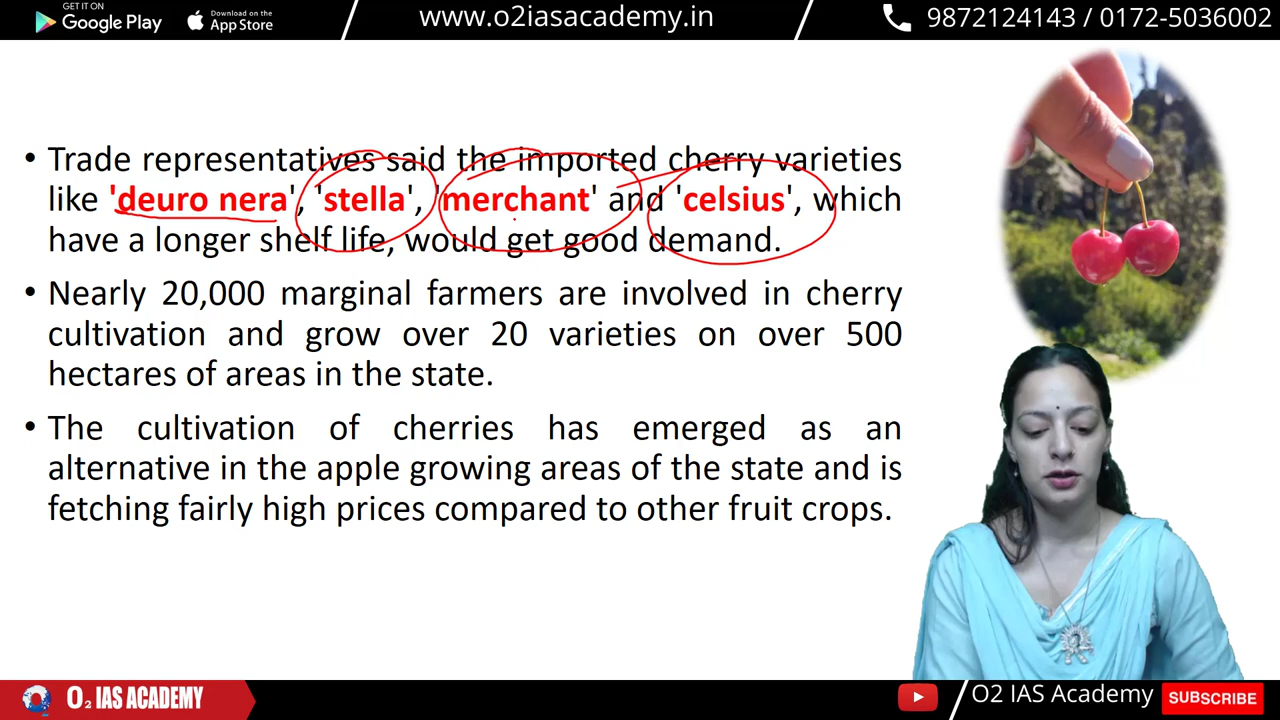 GET IT ON
Google Play
Download on the
App Store
www.o2iasacademy.in
9872124143 / 0172-5036002
• Trade representatives said the imported cherry varieties
like 'deuro nera', 'stella', 'merchant' and 'celsius', which
have a longer shelf life, would get good demand.
• Nearly 20,000 marginal farmers are involved in cherry
cultivation and grow over 20 varieties on over 500
hectares of areas in the state.
• The cultivation of cherries has emerged as an
alternative in the apple growing areas of the state and is
fetching fairly high prices compared to other fruit crops.
O2 IAS ACADEMY
O2 IAS Academy
SUBSCRIBE